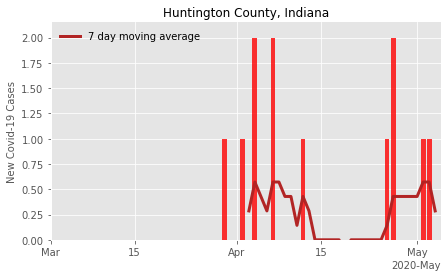 Huntington County, Indiana
7 day moving average
New Covid-19 Cases
2.00
1.75
1.50
1.25
1.00
0.75
0.50
0.25
0.00
Mar 15 Apr 15 May
2020-May